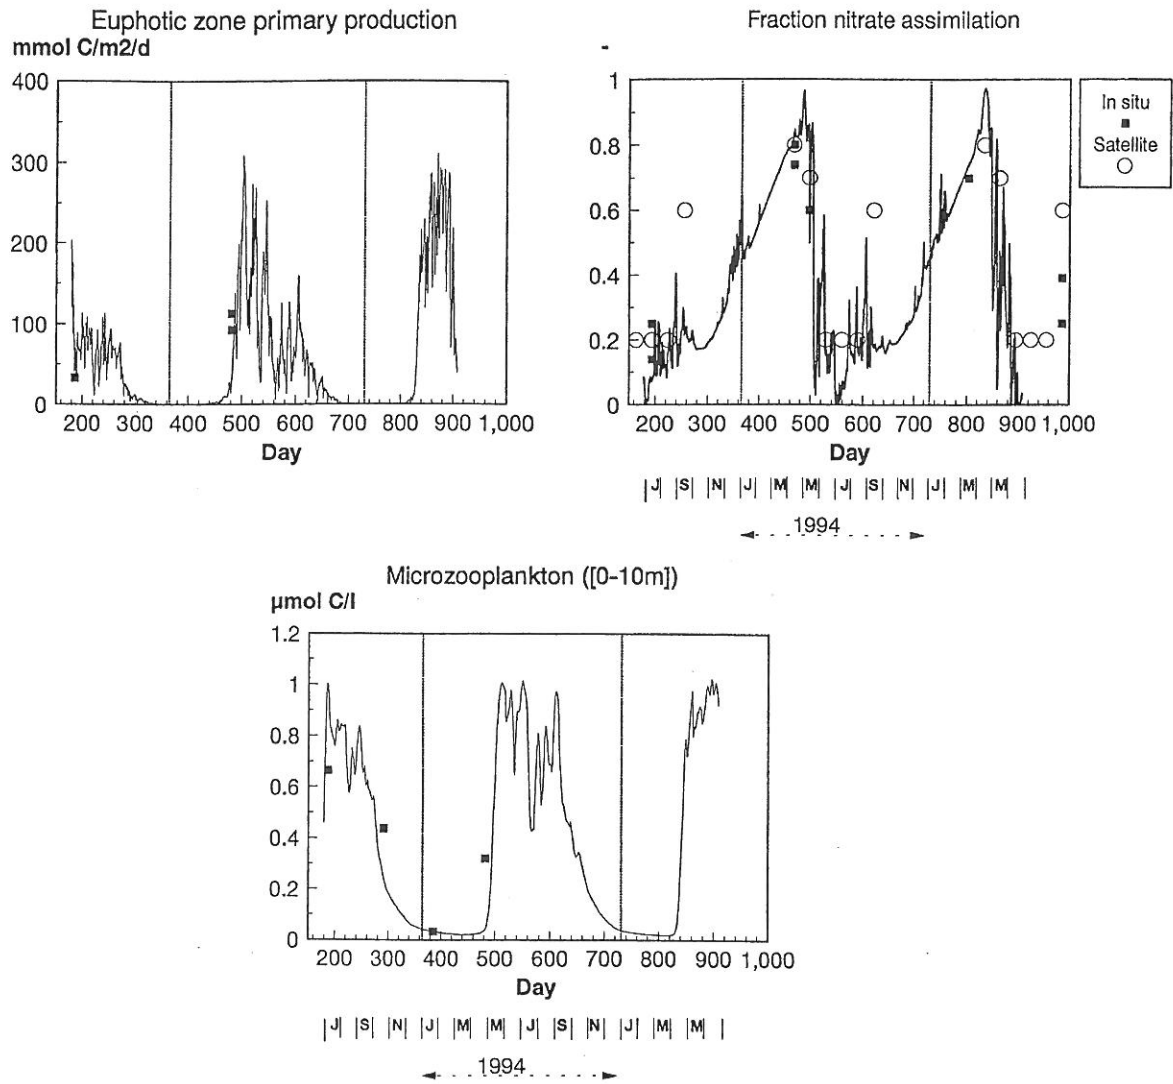 Euphotic zone primary production
mmol C/m2/d
400
300
200
100
0
200 300 400 500 600 700 800 900 1,000
Day
Fraction nitrate assimilation
-
1
0.8
0.6
0.4
0.2
0
200 300 400 500 600 700 800 900 1,000
Day
In situ
Satellite
|J| |S| |N| |J| |M| |M| |J| |S| |N| |J| |M| |M| |
1994
Microzooplankton ([0-10m])
µmol C/l
1.2
1
0.8
0.6
0.4
0.2
0
200 300 400 500 600 700 800 900 1,000
Day
|J| |S| |N| |J| |M| |M| |J| |S| |N| |J| |M| |M| |
1994